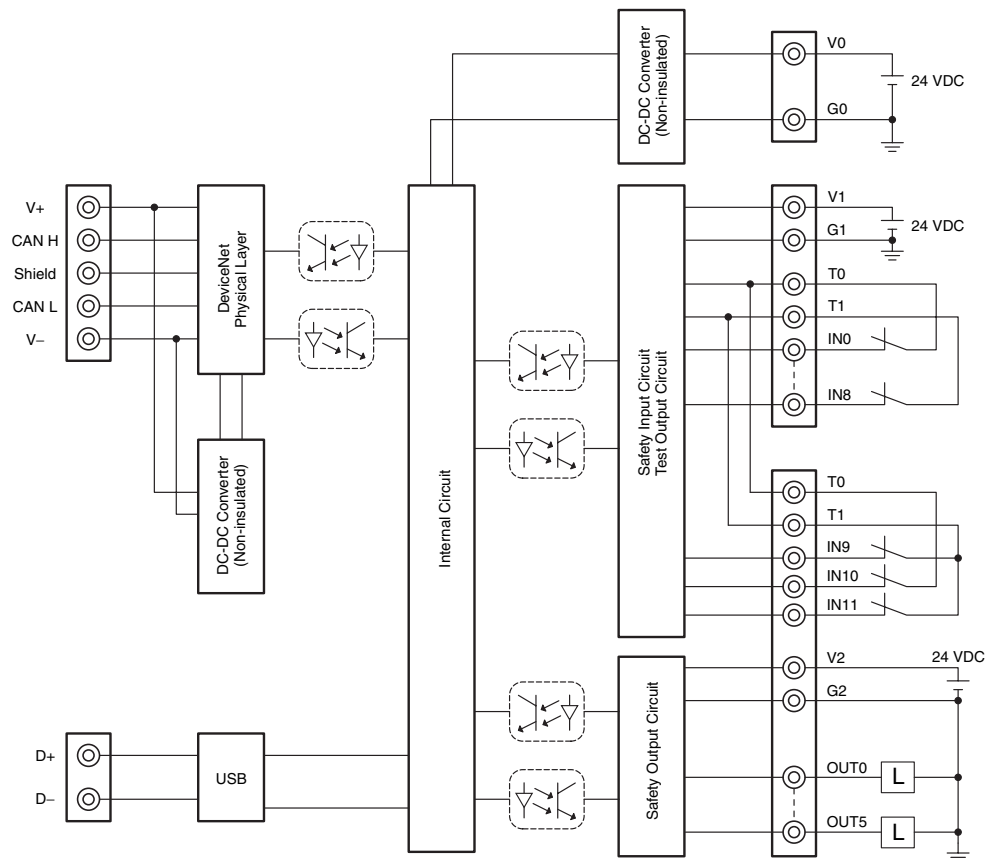 V0
24 VDC
G0
DC-DC Converter
(Non-insulated)
V+
CAN H
Shield
CAN L
V–
DeviceNet
Physical Layer
DC-DC Converter
(Non-insulated)
Internal Circuit
Safety Input Circuit
Test Output Circuit
V1
24 VDC
G1
T0
T1
IN0
IN8
T0
T1
IN9
IN10
IN11
V2
24 VDC
G2
Safety Output Circuit
OUT0
L
OUT5
L
D+
D–
USB